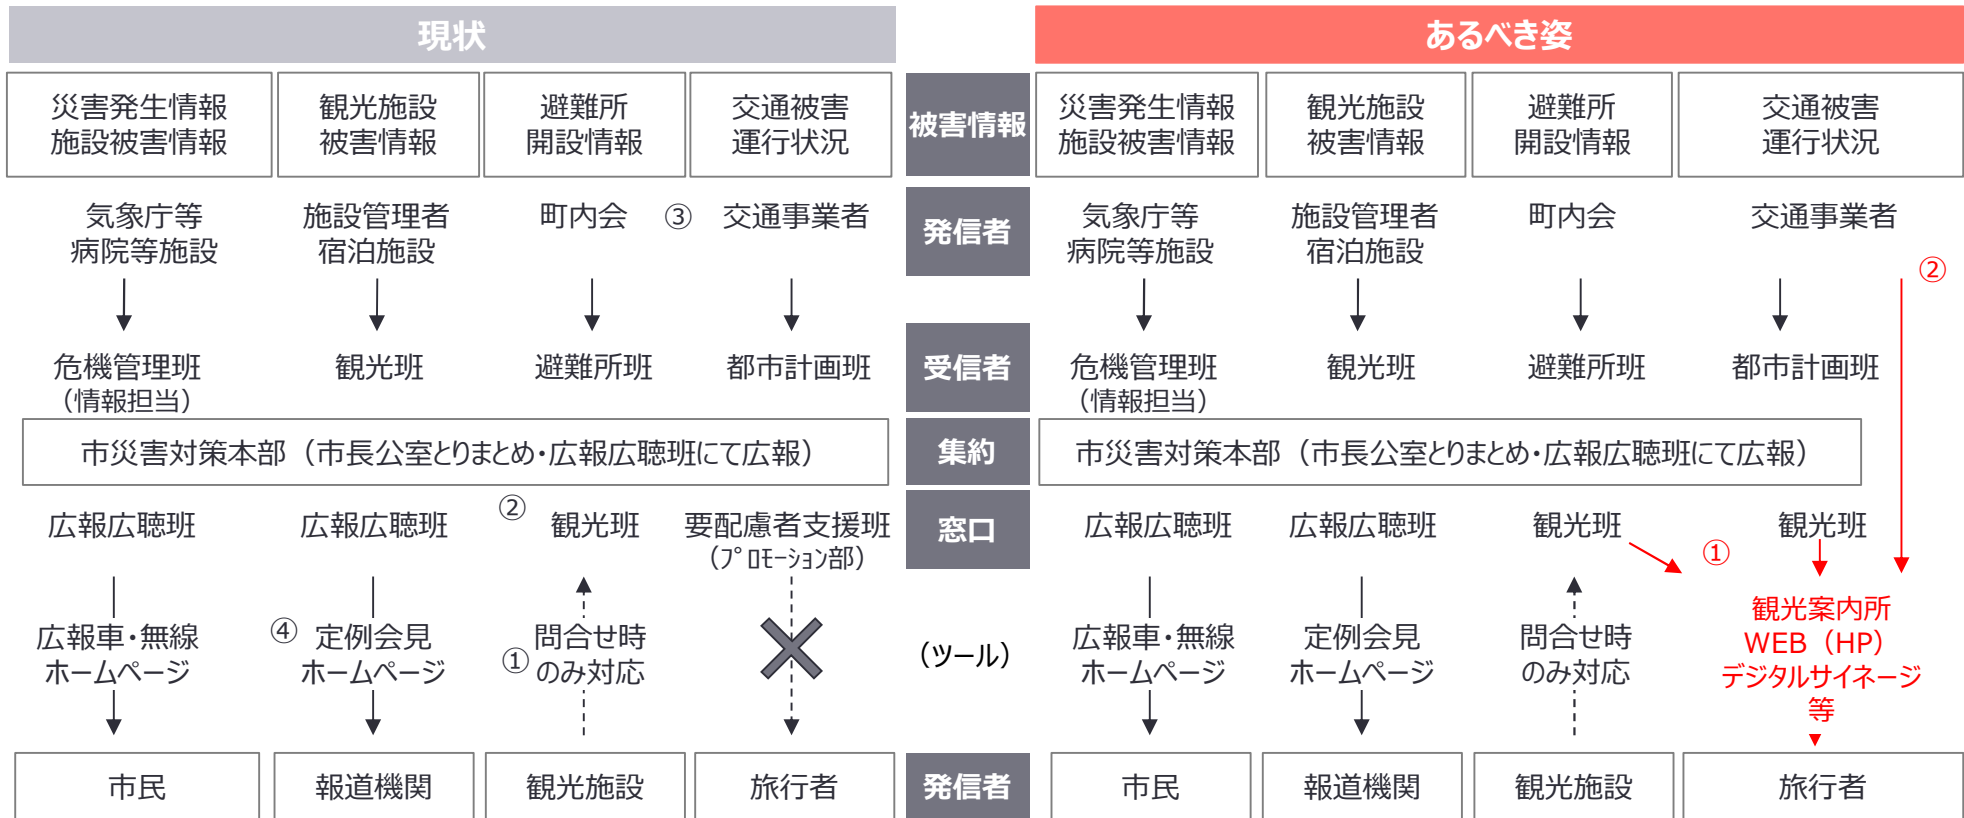 現状
あるべき姿
災害発生情報
施設被害情報
観光施設
被害情報
避難所
開設情報
交通被害
運行状況
被害情報
災害発生情報
施設被害情報
観光施設
被害情報
避難所
開設情報
交通被害
運行状況
気象庁等
病院等施設
施設管理者
宿泊施設
町内会
③
交通事業者
発信者
気象庁等
病院等施設
施設管理者
宿泊施設
町内会
交通事業者
②
危機管理班
（情報担当）
観光班
避難所班
都市計画班
受信者
危機管理班
（情報担当）
観光班
避難所班
都市計画班
市災害対策本部（市長公室とりまとめ・広報広聴班にて広報）
集約
市災害対策本部（市長公室とりまとめ・広報広聴班にて広報）
広報広聴班
広報広聴班
②
観光班
要配慮者支援班
（ﾌﾟﾛﾓｰｼｮﾝ部）
窓口
広報広聴班
広報広聴班
観光班
①
観光班
広報車・無線
ホームページ
④
定例会見
ホームページ
①
問合せ時
のみ対応
（ツール）
広報車・無線
ホームページ
定例会見
ホームページ
問合せ時
のみ対応
観光案内所
WEB（HP）
デジタルサイネージ
等
市民
報道機関
観光施設
旅行者
発信者
市民
報道機関
観光施設
旅行者